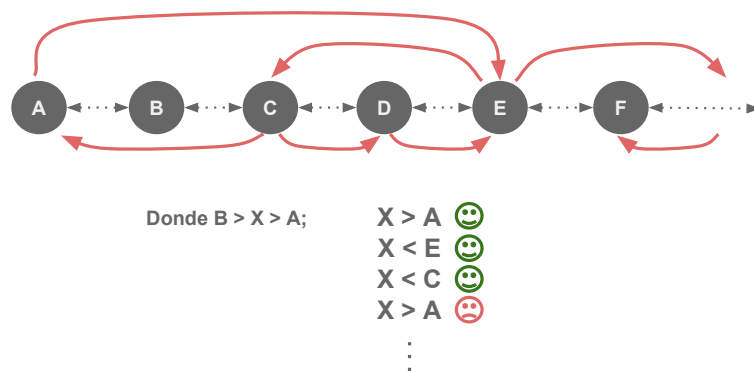 A B C D E F
Donde B > X > A;
X > A
X < E
X < C
X > A